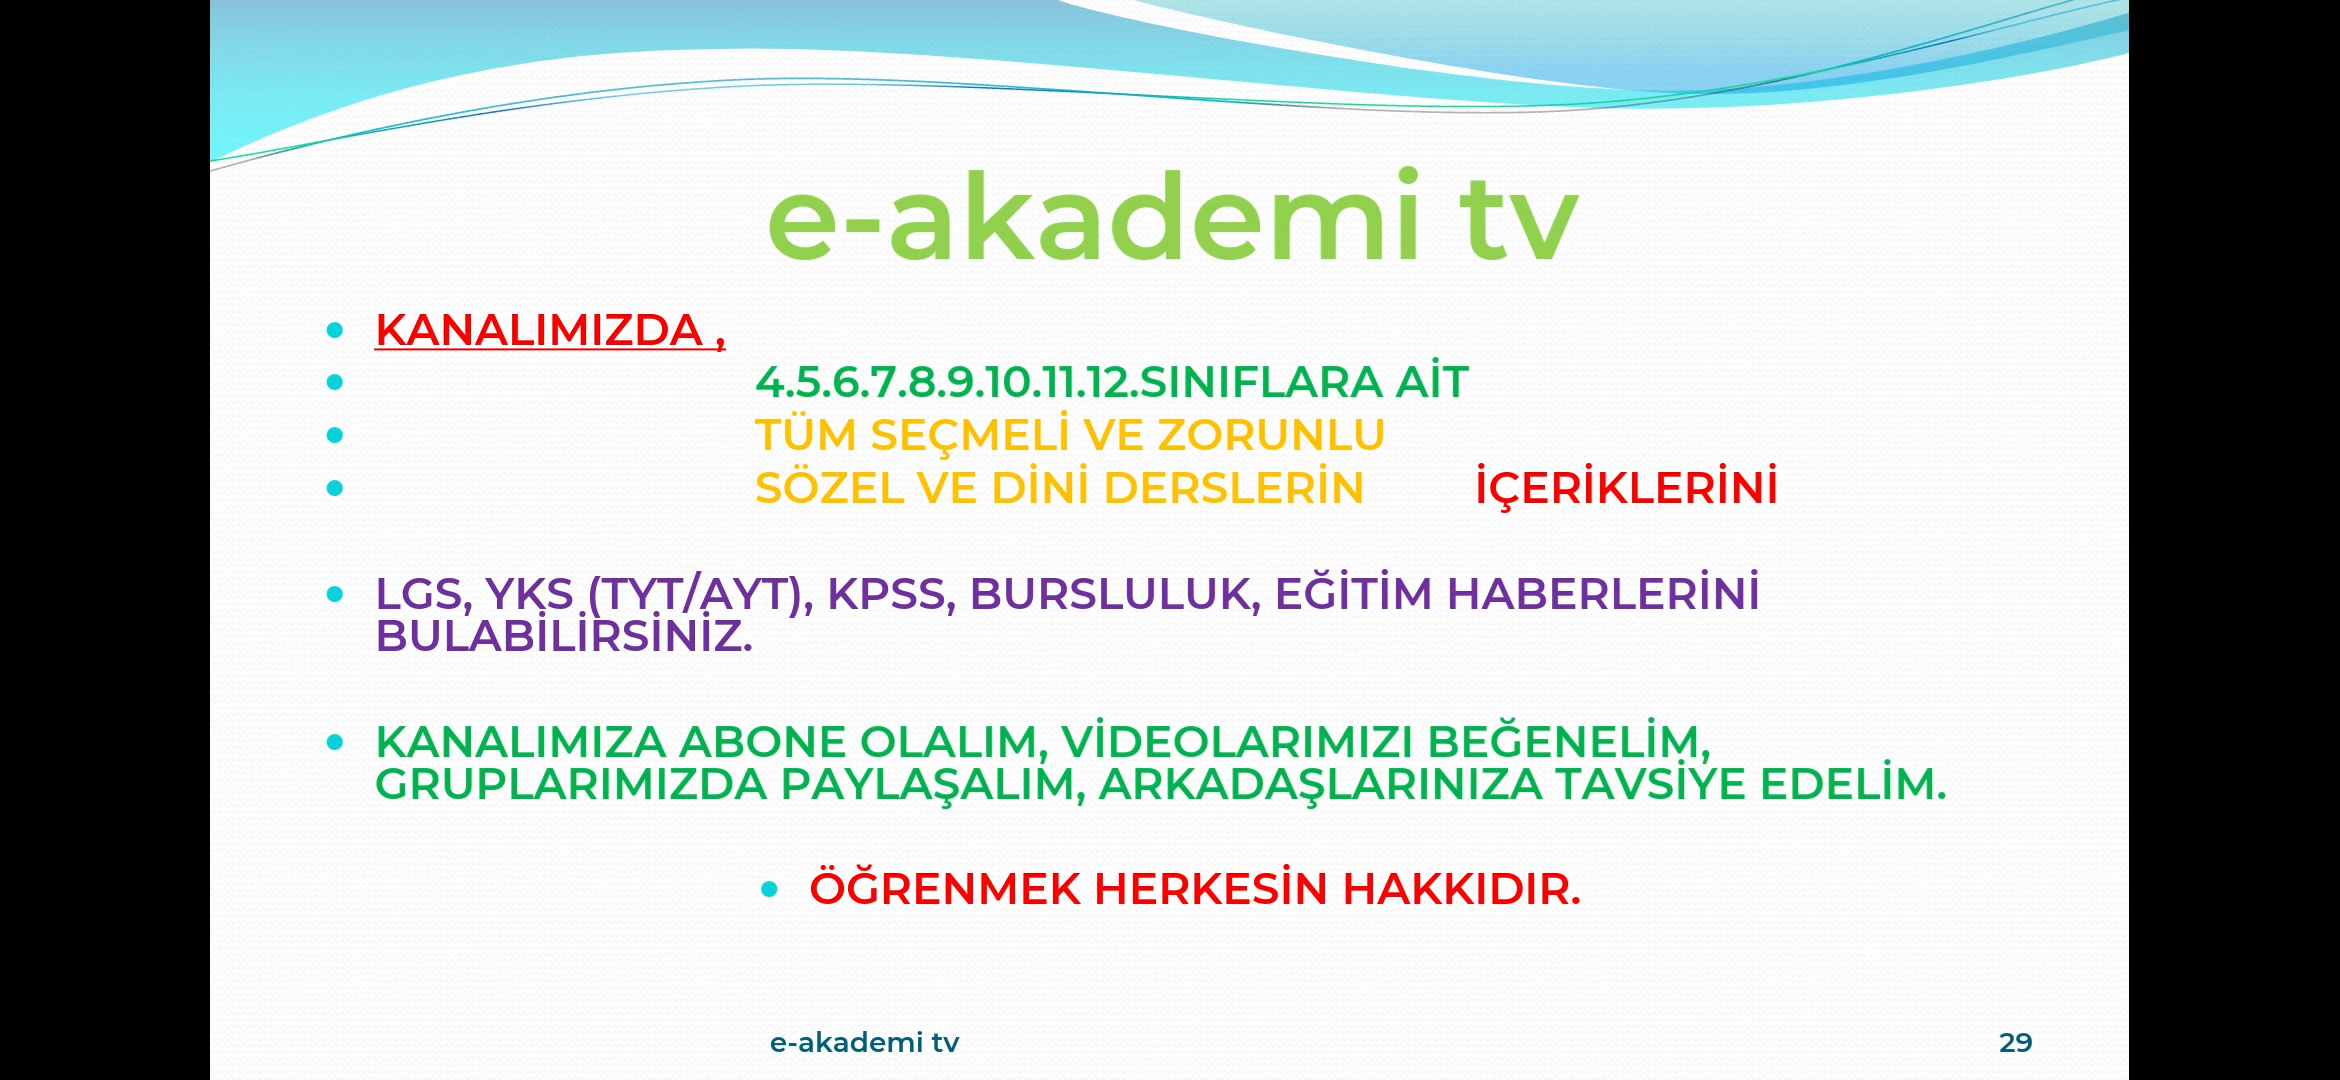 e-akademi tv
KANALIMIZDA ,
4.5.6.7.8.9.10.11.12.SINIFLARA AİT
TÜM SEÇMELİ VE ZORUNLU
SÖZEL VE DİNİ DERSLERİN İÇERİKLERİNİ
LGS, YKS (TYT/AYT), KPSS, BURSLULUK, EĞİTİM HABERLERİNİ
BULABİLİRSİNİZ.
KANALIMIZA ABONE OLALIM, VİDEOLARIMIZI BEĞENELİM,
GRUPLARIMIZDA PAYLAŞALIM, ARKADAŞLARINIZA TAVSİYE EDELİM.
ÖĞRENMEK HERKESİN HAKKIDIR.
e-akademi tv 29